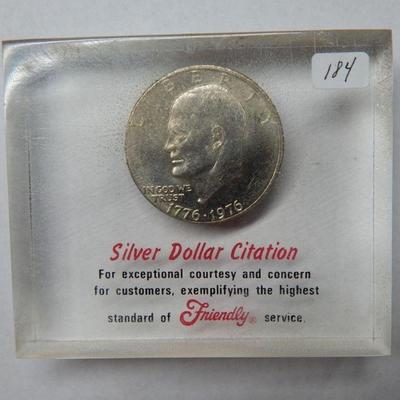 184
LIBERTY
IN GOD WE
TRUST
1776·1976
Silver Dollar Citation
For exceptional courtesy and concern
for customers, exemplifying the highest
standard of Friendly® service.